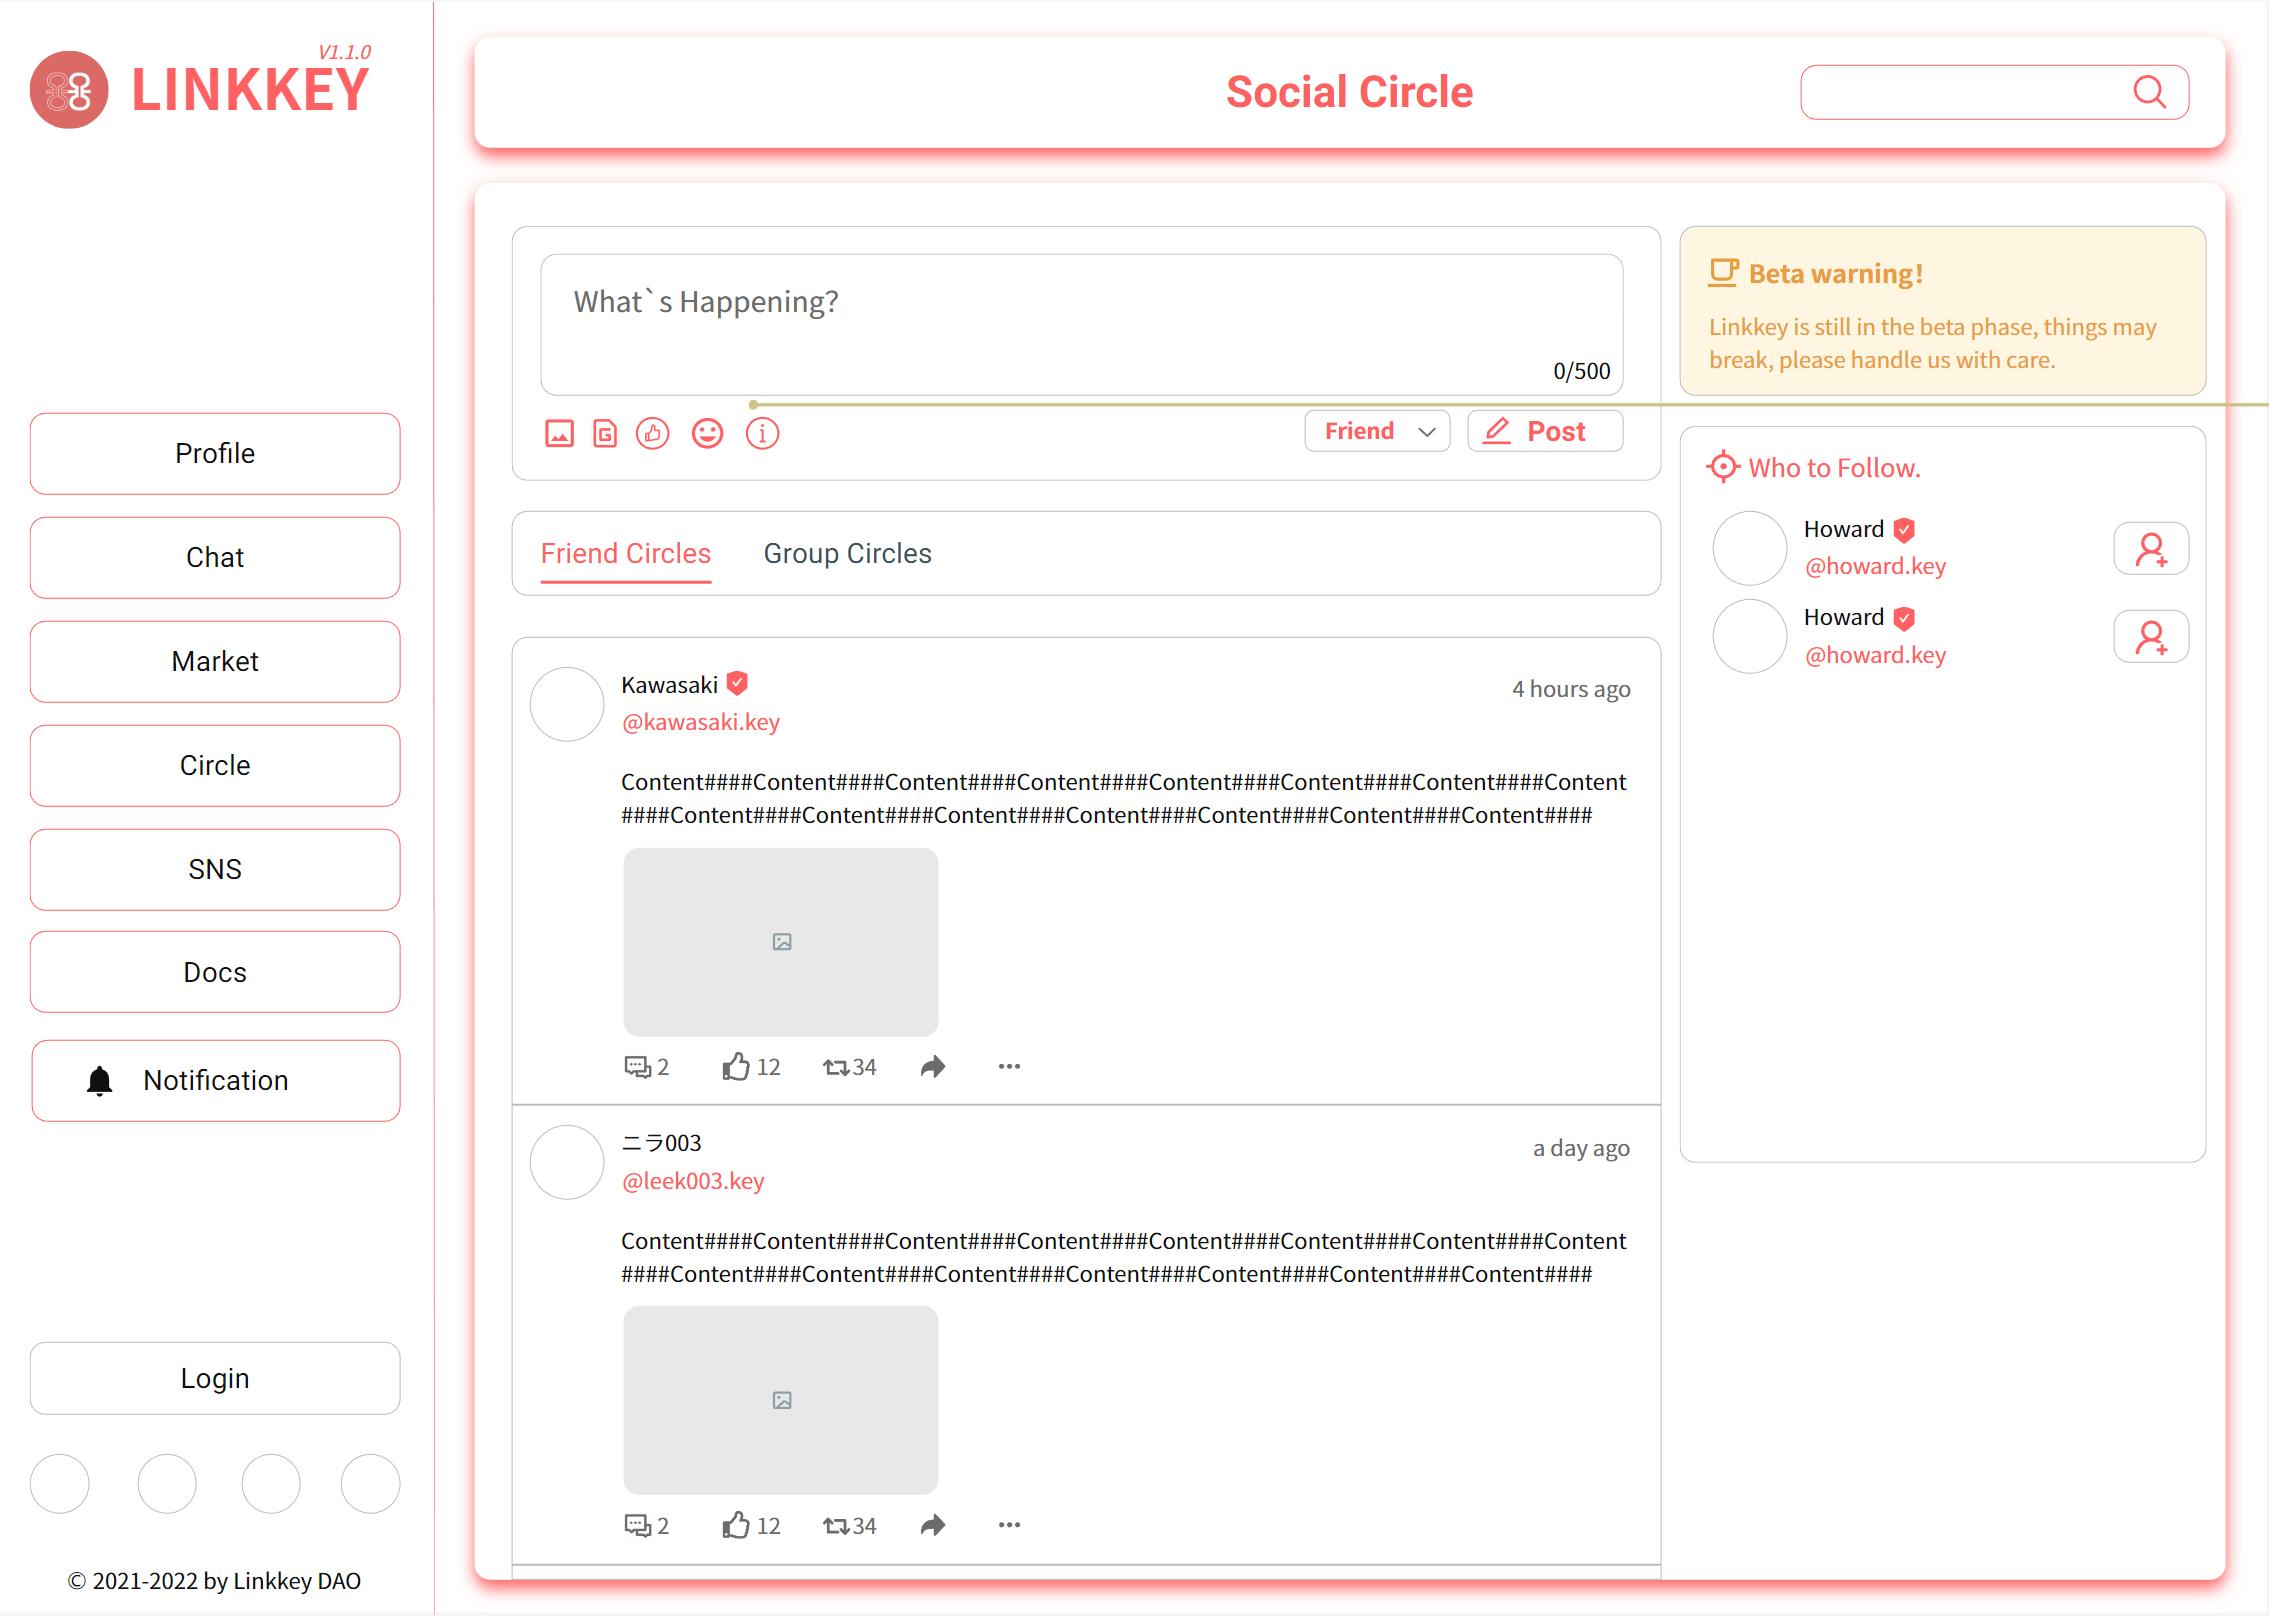 V1.1.0
LINKKEY
Profile
Chat
Market
Circle
SNS
Docs
Notification
Login
© 2021-2022 by Linkkey DAO
Social Circle
What`s Happening?
0/500
Friend
Post
Friend Circles
Group Circles
Kawasaki
4 hours ago
@kawasaki.key
Content####Content####Content####Content####Content####Content####Content####Content
####Content####Content####Content####Content####Content####Content####Content####
2
12
34
ニラ003
a day ago
@leek003.key
Content####Content####Content####Content####Content####Content####Content####Content
####Content####Content####Content####Content####Content####Content####Content####
2
12
34
Beta warning!
Linkkey is still in the beta phase, things may
break, please handle us with care.
Who to Follow.
Howard
@howard.key
Howard
@howard.key